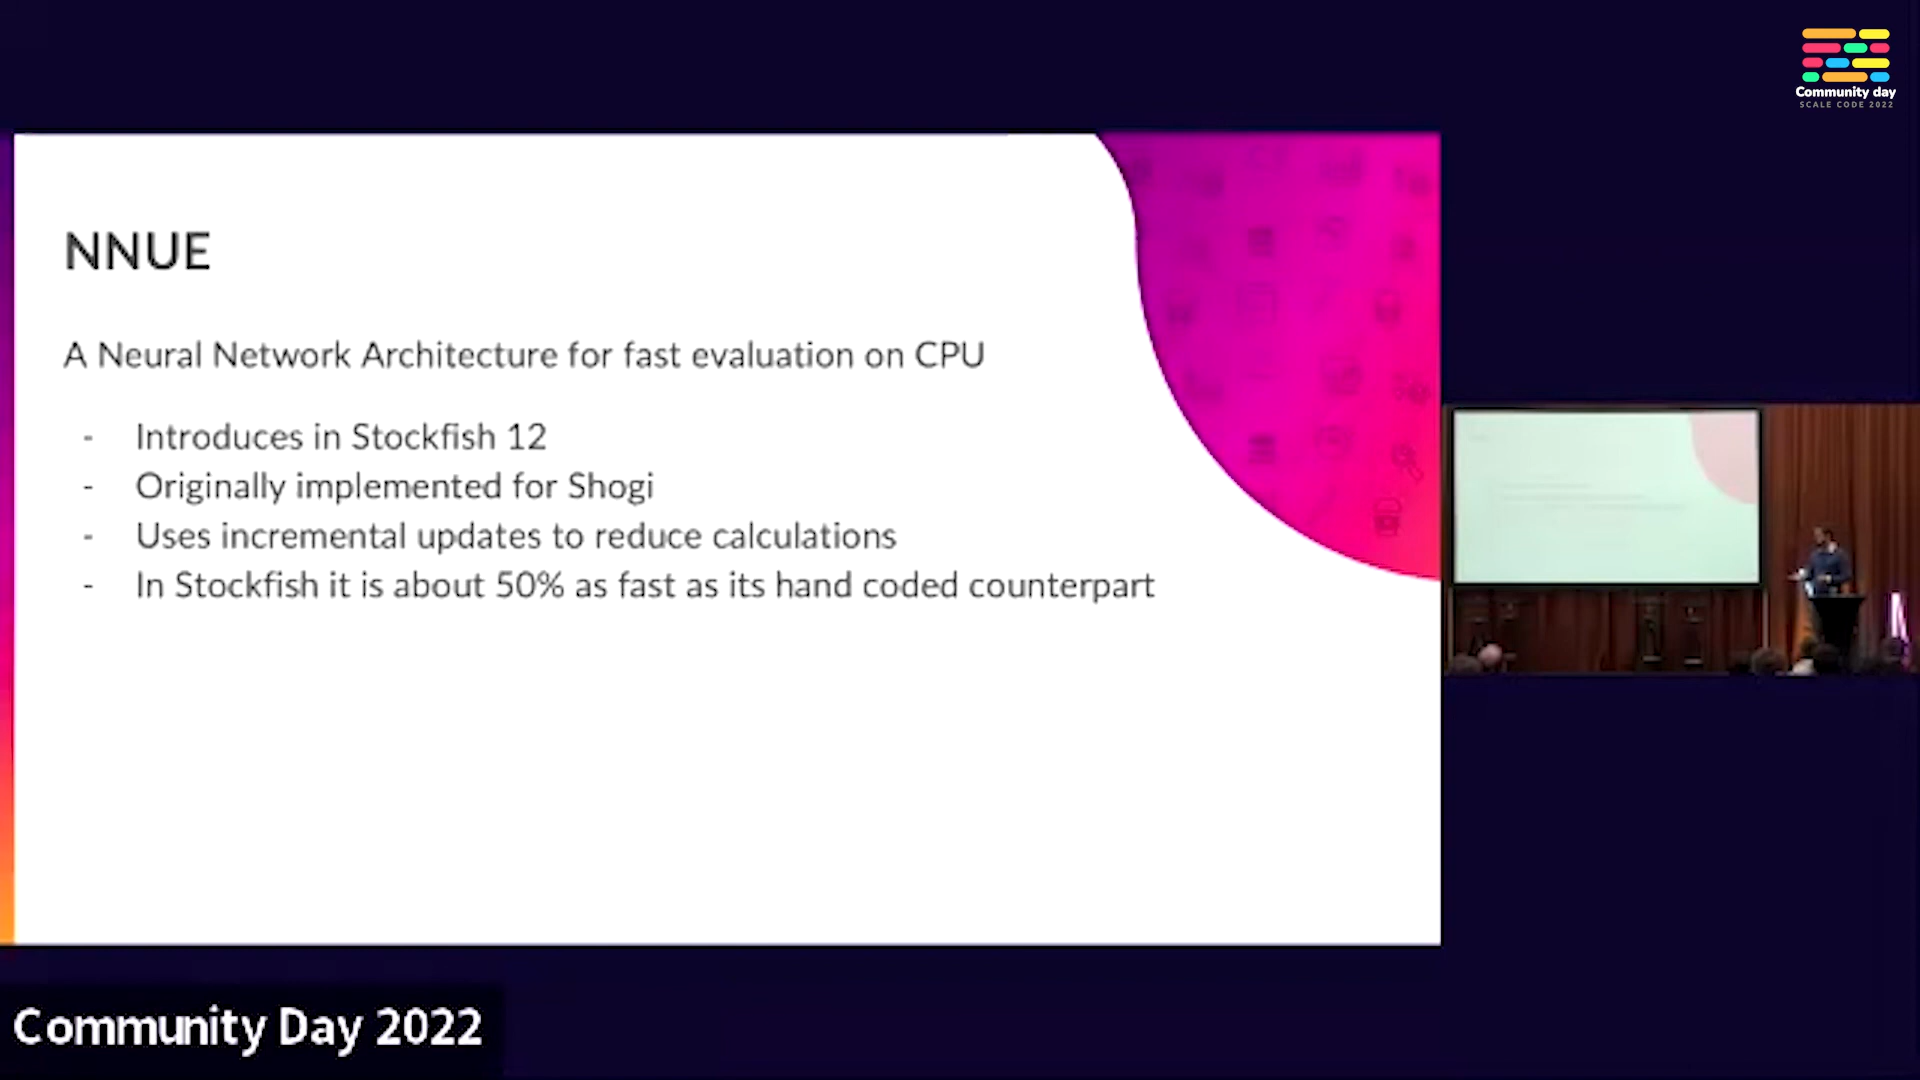 Community day
SCALE CODE 2022
NNUE
A Neural Network Architecture for fast evaluation on CPU
- Introduces in Stockfish 12
- Originally implemented for Shogi
- Uses incremental updates to reduce calculations
- In Stockfish it is about 50% as fast as its hand coded counterpart
Community Day 2022